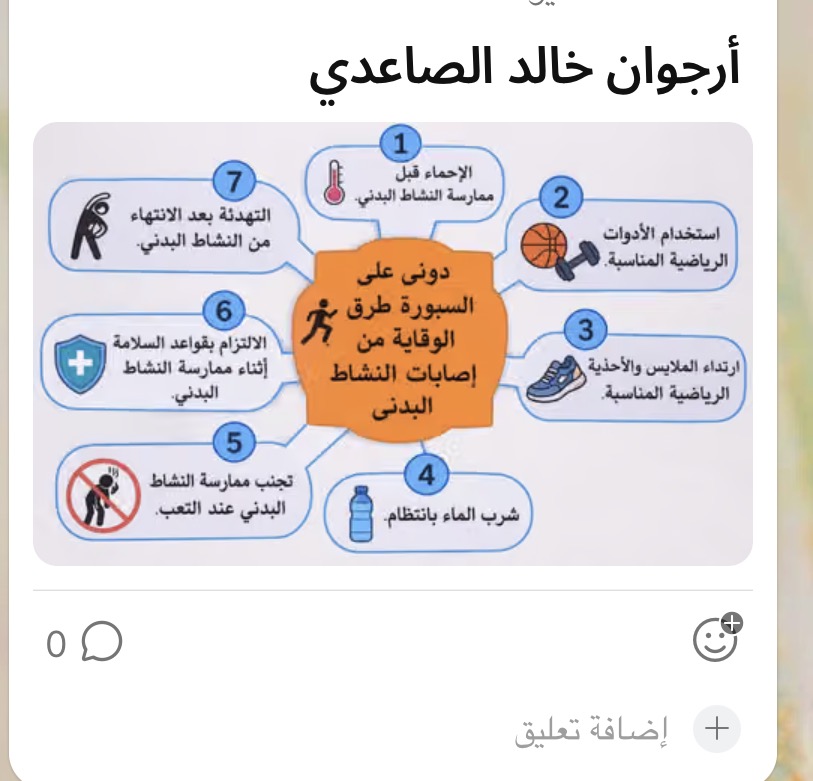 أرجوان خالد الصاعدي
1
الإحماء قبل
ممارسة النشاط البدني.
2
استخدام الأدوات
الرياضية المناسبة.
3
ارتداء الملابس والأحذية
الرياضية المناسبة.
4
شرب الماء بانتظام.
5
تجنب ممارسة النشاط
البدني عند التعب.
6
الالتزام بقواعد السلامة
أثناء ممارسة النشاط
البدني.
7
التهدئة بعد الانتهاء
من النشاط البدني.
دونى على
السبورة طرق
الوقاية من
إصابات النشاط
البدنى
0
إضافة تعليق